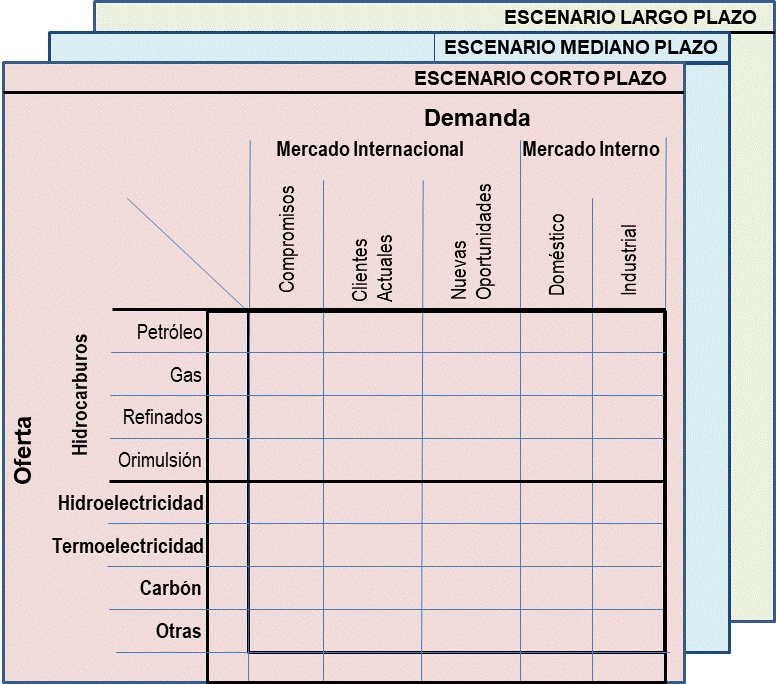 ESCENARIO LARGO PLAZO
ESCENARIO MEDIANO PLAZO
ESCENARIO CORTO PLAZO
Demanda
Mercado Internacional
Mercado Interno
Compromisos
Clientes
Actuales
Nuevas
Oportunidades
Doméstico
Industrial
Oferta
Hidrocarburos
Petróleo
Gas
Refinados
Orimulsión
Hidroelectricidad
Termoelectricidad
Carbón
Otras